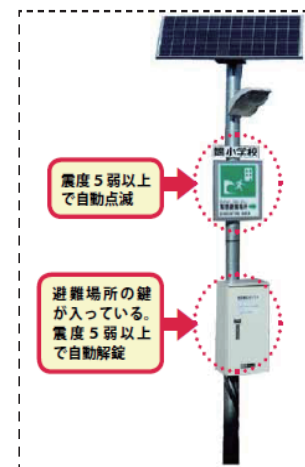 小学校
震度５弱以上
で自動点滅
避難場所の鍵
が入っている。
震度５弱以上
で自動解錠